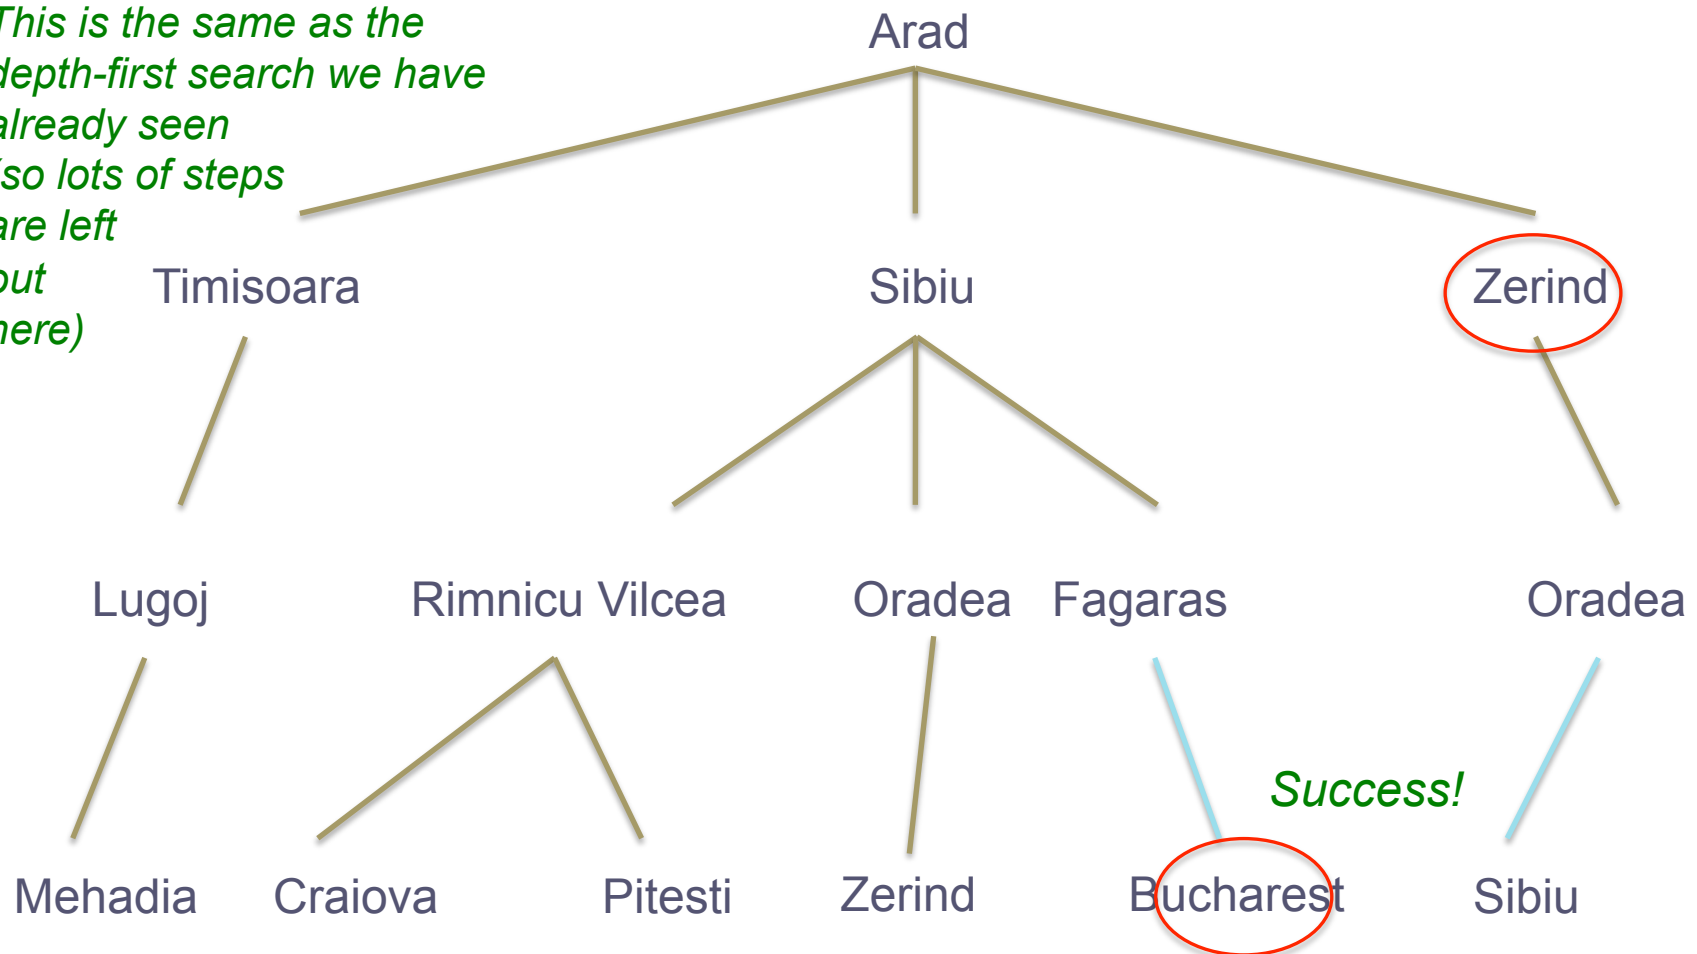 This is the same as the
depth-first search we have
already seen
(so lots of steps
are left
out
here)
Arad
Timisoara
Sibiu
Zerind
Lugoj
Rimnicu Vilcea
Oradea
Fagaras
Oradea
Success!
Mehadia
Craiova
Pitesti
Zerind
Bucharest
Sibiu